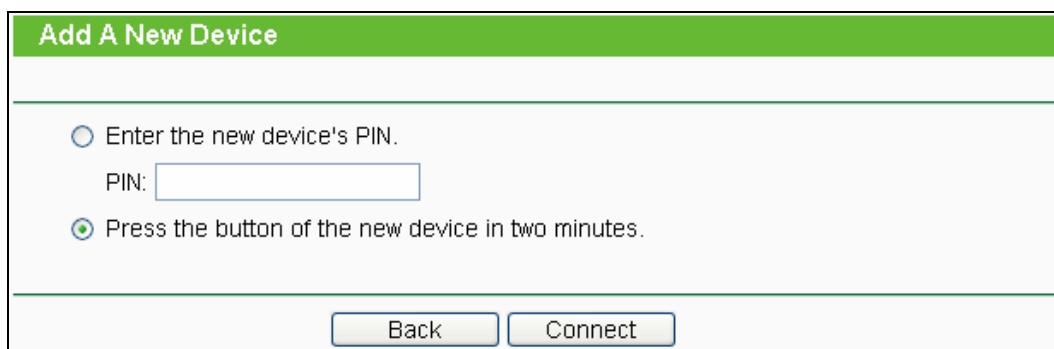 Add A New Device
Enter the new device's PIN.
PIN:
Press the button of the new device in two minutes.
Back Connect